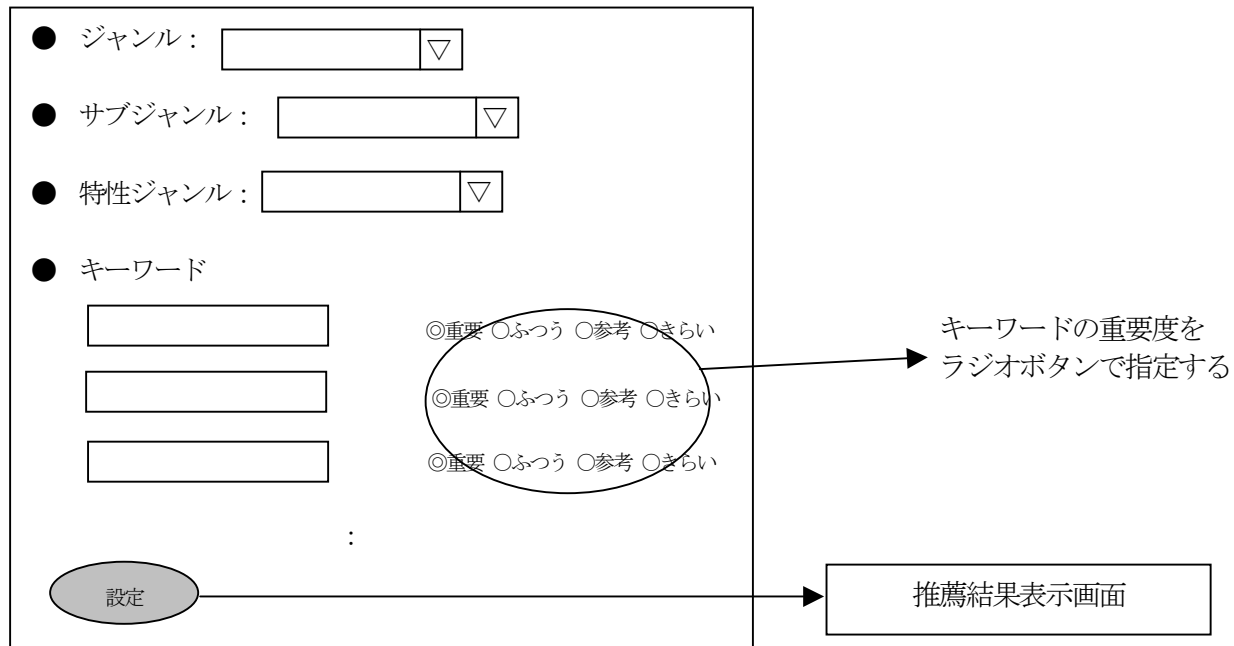 ● ジャンル： ▽
● サブジャンル： ▽
● 特性ジャンル： ▽
● キーワード
◎重要 ○ふつう ○参考 ○きらい
◎重要 ○ふつう ○参考 ○きらい
◎重要 ○ふつう ○参考 ○きらい
：
設定
キーワードの重要度を
ラジオボタンで指定する
推薦結果表示画面